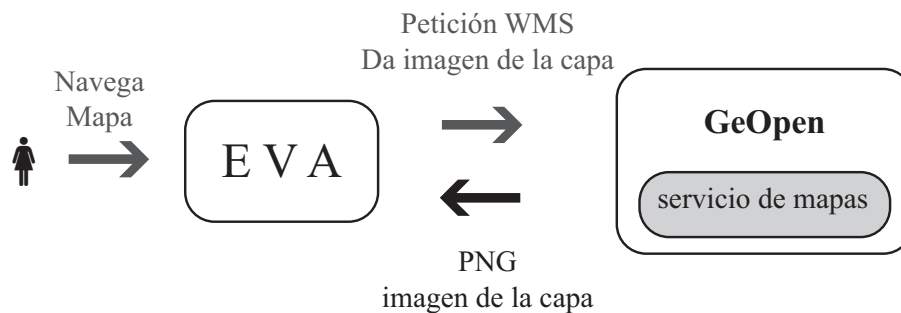 Petición WMS
Da imagen de la capa
Navega
Mapa
E V A
GeOpen
servicio de mapas
PNG
imagen de la capa